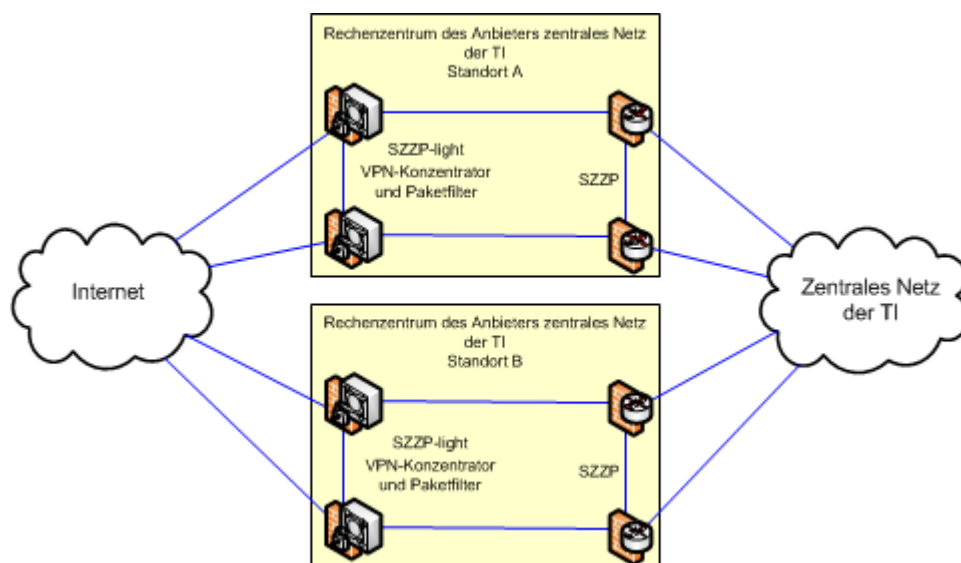 Rechenzentrum des Anbieters zentrales Netz
der TI
Standort A
SZZP-light
VPN-Konzentrator
und Paketfilter
SZZP
Internet
Zentrales Netz
der TI
Rechenzentrum des Anbieters zentrales Netz
der TI
Standort B
SZZP-light
VPN-Konzentrator
und Paketfilter
SZZP